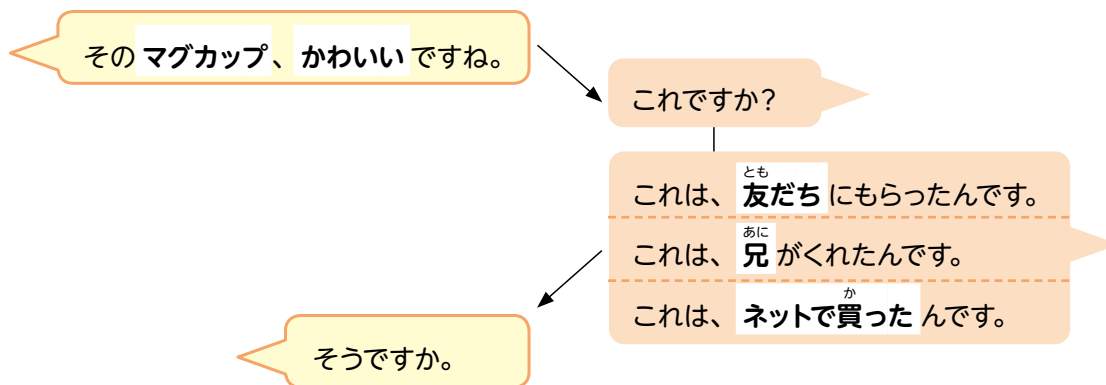 その マグカップ 、 かわいい ですね。
これですか?
とも
これは、 友だち にもらったんです。
あに
これは、 兄 がくれたんです。
か
これは、 ネットで買った んです。
そうですか。